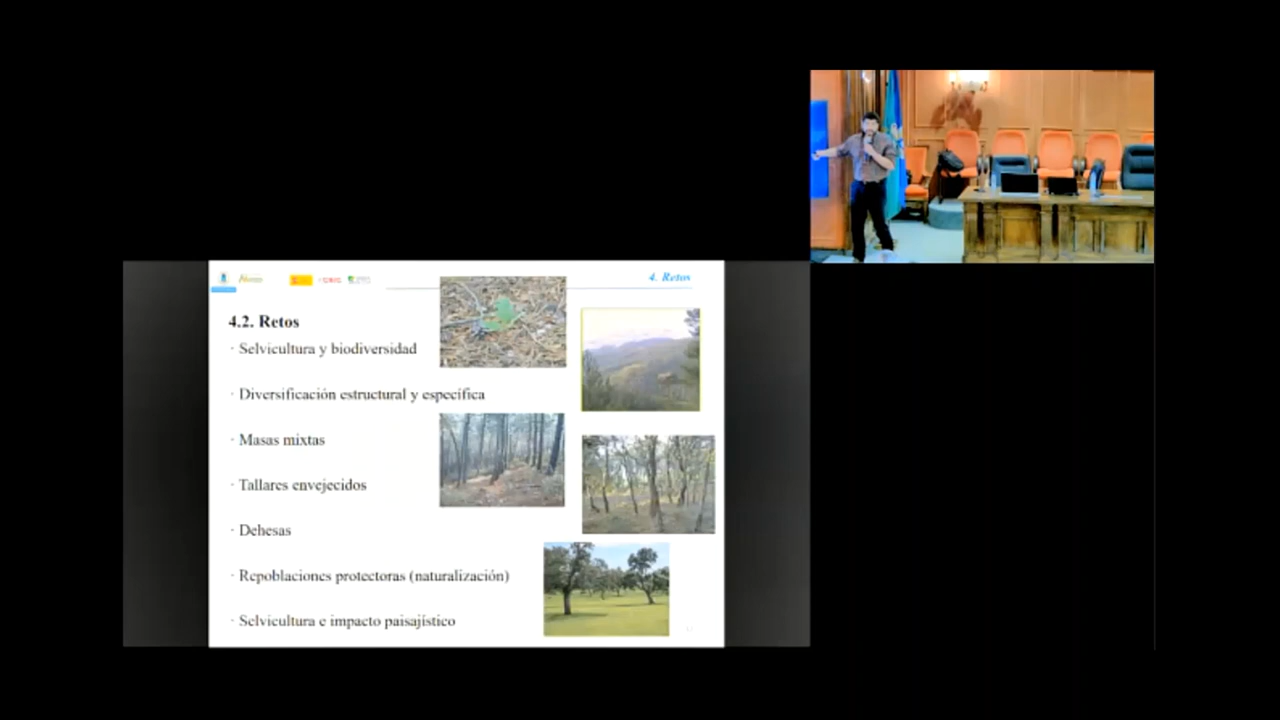 4. Retos
4.2. Retos
· Selvicultura y biodiversidad
· Diversificación estructural y específica
· Masas mixtas
· Tallares envejecidos
· Dehesas
· Repoblaciones protectoras (naturalización)
· Selvicultura e impacto paisajístico